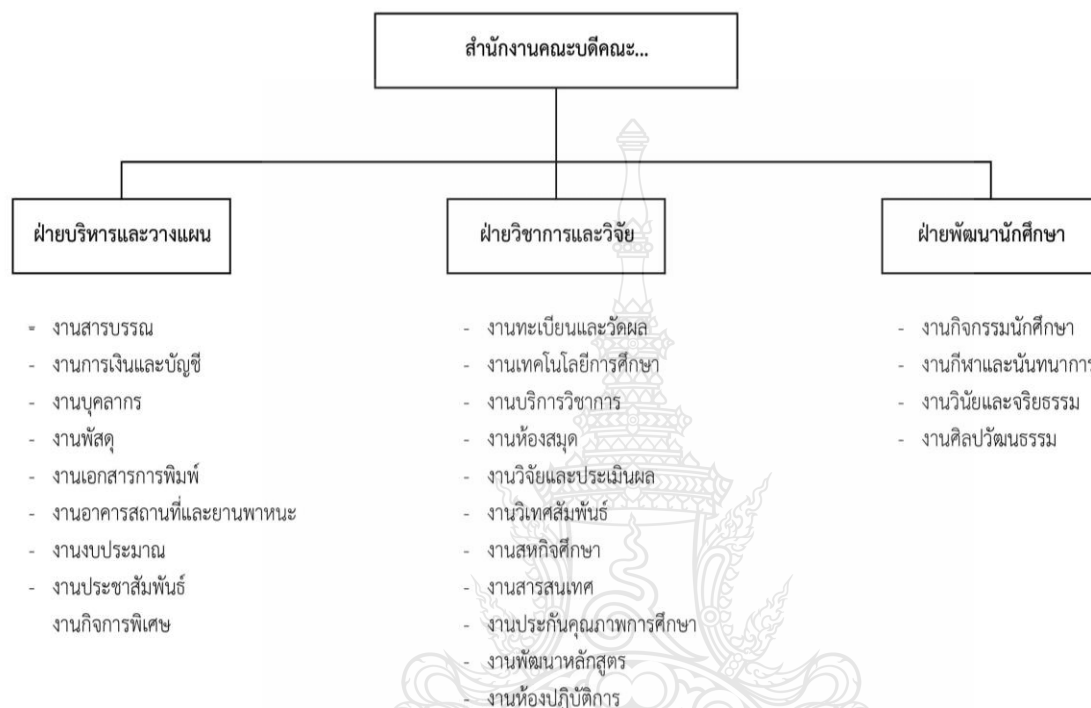 สำนักงานคณะบดีคณะ...
ฝ่ายบริหารและวางแผน
- งานสารบรรณ
- งานการเงินและบัญชี
- งานบุคลากร
- งานพัสดุ
- งานเอกสารการพิมพ์
- งานอาคารสถานที่และยานพาหนะ
- งานงบประมาณ
- งานประชาสัมพันธ์
งานกิจการพิเศษ
ฝ่ายวิชาการและวิจัย
- งานทะเบียนและวัดผล
- งานเทคโนโลยีการศึกษา
- งานบริการวิชาการ
- งานห้องสมุด
- งานวิจัยและประเมินผล
- งานวิเทศสัมพันธ์
- งานสหกิจศึกษา
- งานสารสนเทศ
- งานประกันคุณภาพการศึกษา
- งานพัฒนาหลักสูตร
- งานห้องปฏิบัติการ
ฝ่ายพัฒนานักศึกษา
- งานกิจกรรมนักศึกษา
- งานกีฬาและนันทนาการ
- งานวินัยและจริยธรรม
- งานศิลปวัฒนธรรม